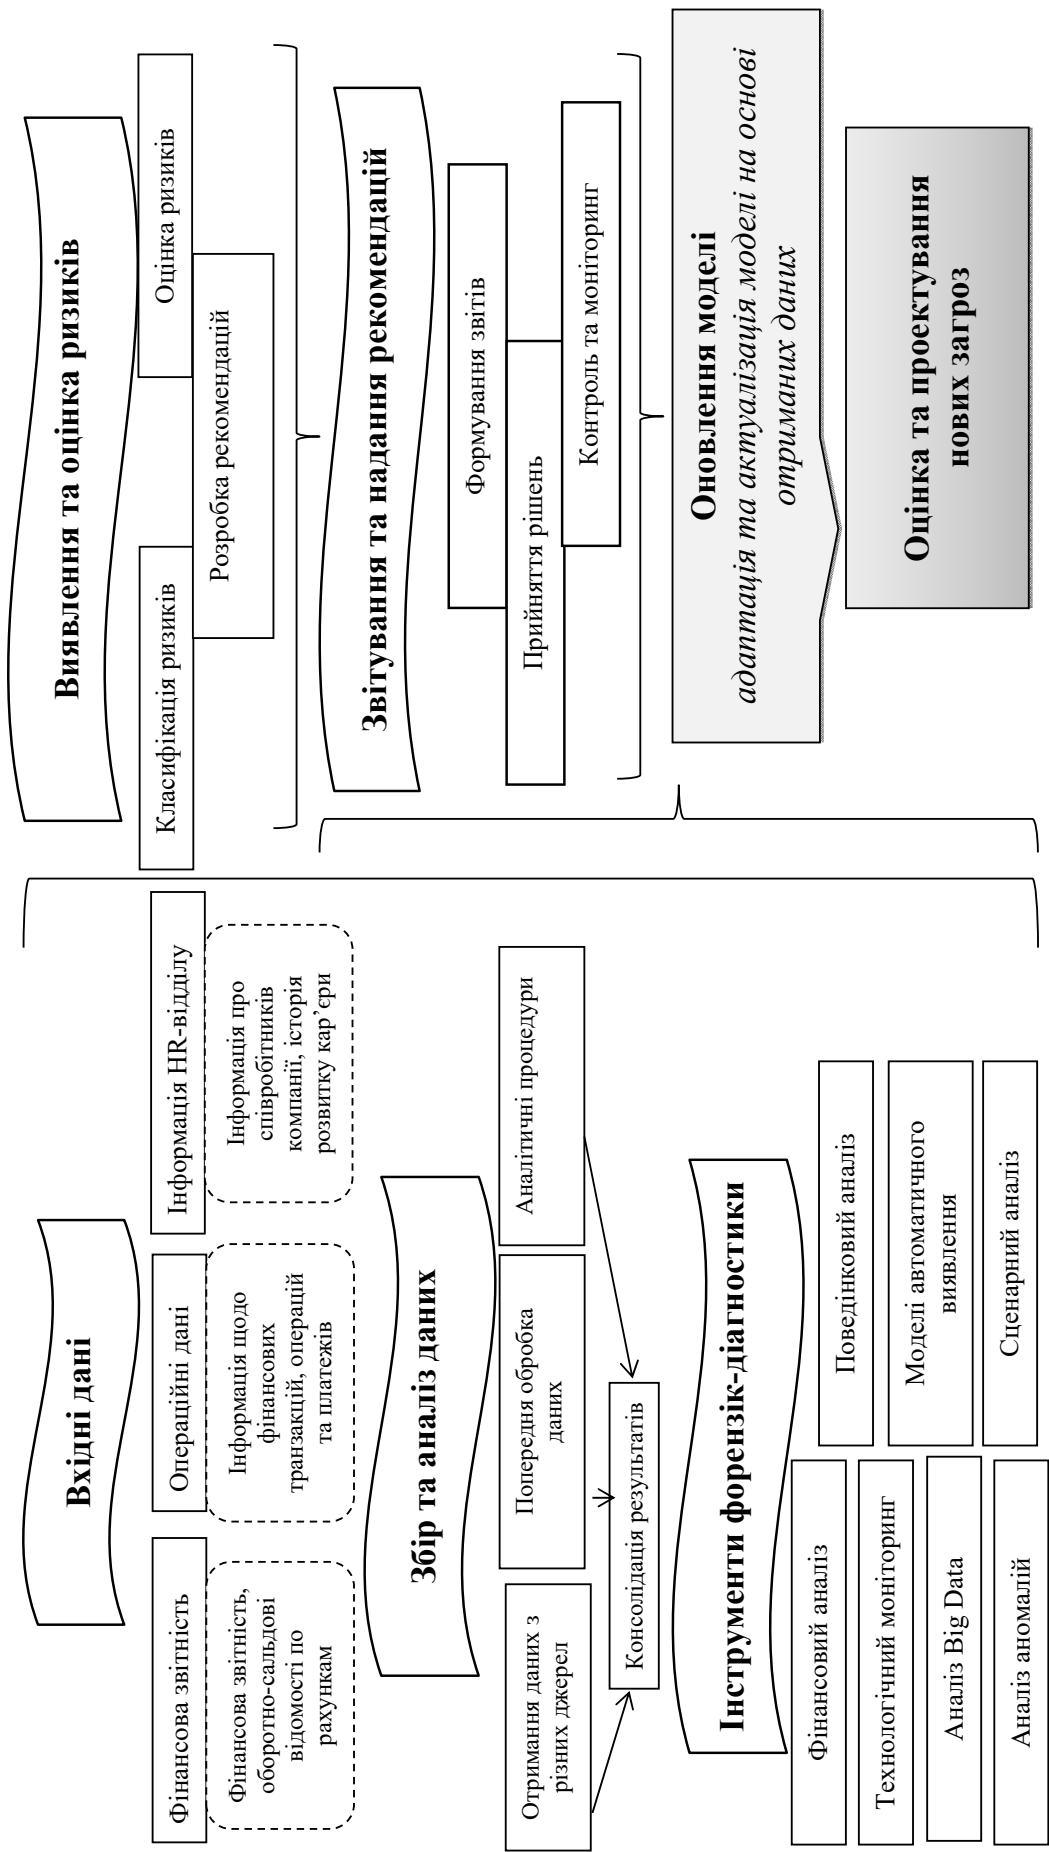 Вхідні дані
Фінансова звітність
Фінансова звітність,
оборотно-сальдові
відомості по
рахункам
Операційні дані
Інформація щодо
фінансових
транзакцій, операцій
та платежів
Інформація HR-відділу
Інформація про
співробітників
компанії, історія
розвитку кар’єри
Збір та аналіз даних
Отримання даних з
різних джерел
Попередня обробка
даних
Аналітичні процедури
Консолідація результатів
Інструменти форензік-діагностики
Фінансовий аналіз
Технологічний моніторинг
Аналіз Big Data
Аналіз аномалій
Поведінковий аналіз
Моделі автоматичного
виявлення
Сценарний аналіз
Виявлення та оцінка ризиків
Класифікація ризиків
Оцінка ризиків
Розробка рекомендацій
Звітування та надання рекомендацій
Формування звітів
Прийняття рішень
Контроль та моніторинг
Оновлення моделі
адаптація та актуалізація моделі на основі
отриманих даних
Оцінка та проектування
нових загроз